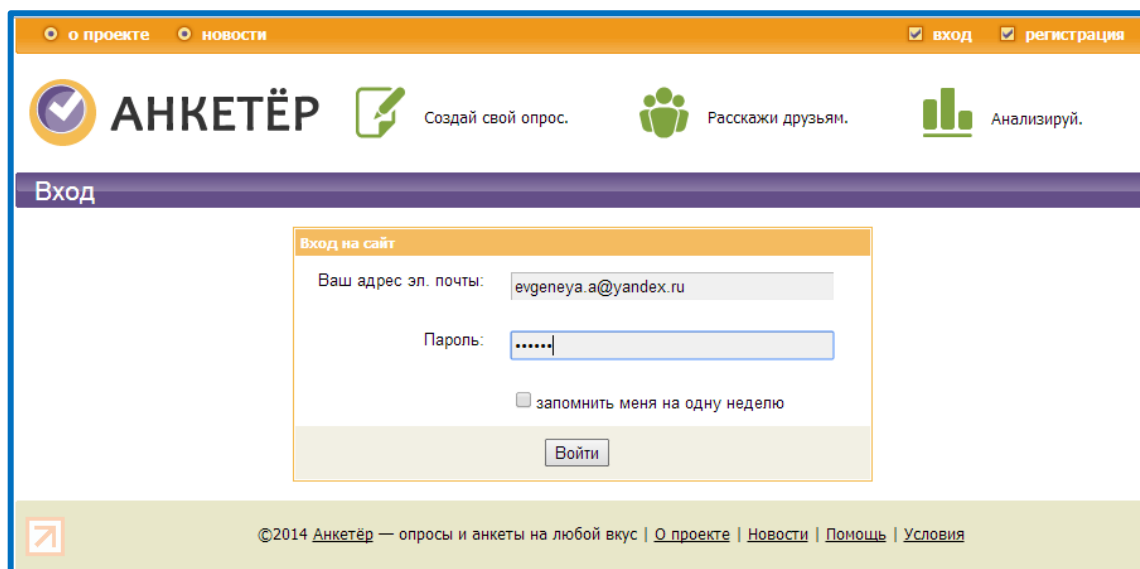 о проекте новости вход регистрация
АНКЕТЁР Создай свой опрос. Расскажи друзьям. Анализируй.
Вход
Вход на сайт
Ваш адрес эл. почты: evgeneya.a@yandex.ru
Пароль: ••••••
запомнить меня на одну неделю
Войти
©2014 Анкетёр — опросы и анкеты на любой вкус | О проекте | Новости | Помощь | Условия